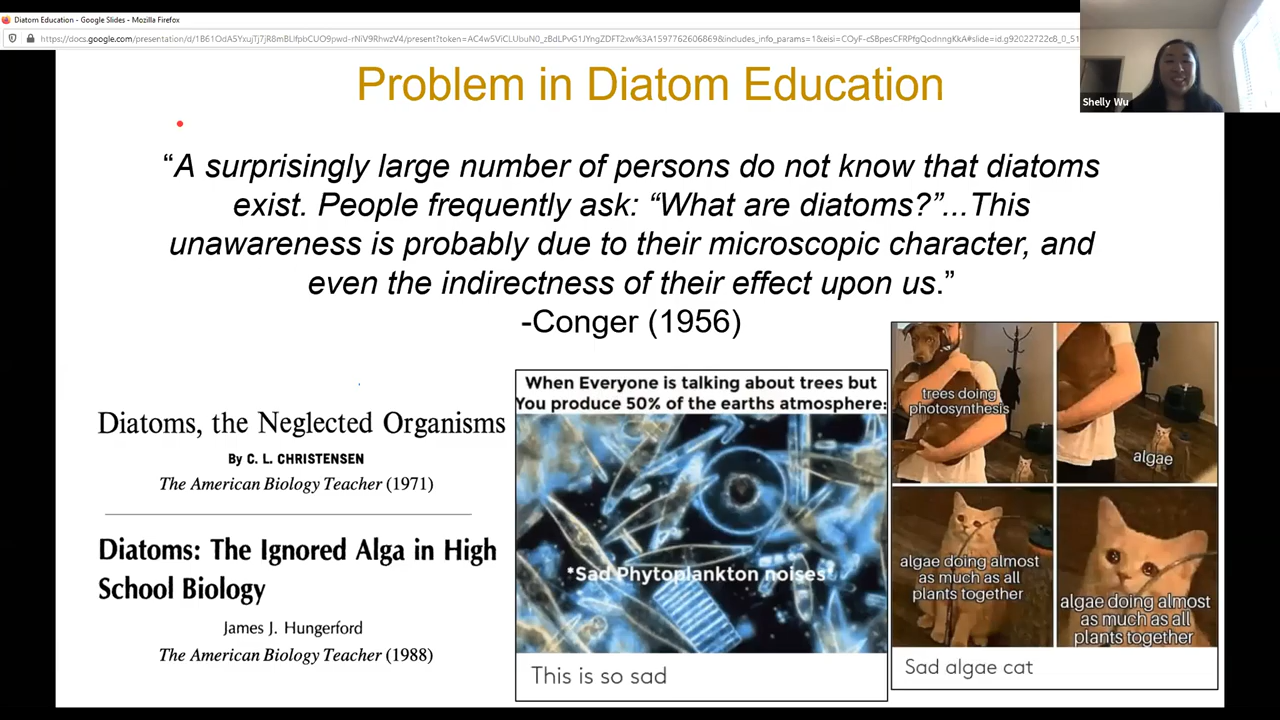 Diatom Education - Google Slides - Mozilla Firefox
Shelly Wu
Problem in Diatom Education
“A surprisingly large number of persons do not know that diatoms
exist. People frequently ask: “What are diatoms?”...This
unawareness is probably due to their microscopic character, and
even the indirectness of their effect upon us.”
-Conger (1956)
Diatoms, the Neglected Organisms
By C. L. CHRISTENSEN
The American Biology Teacher (1971)
Diatoms: The Ignored Alga in High
School Biology
James J. Hungerford
The American Biology Teacher (1988)
When Everyone is talking about trees but
You produce 50% of the earths atmosphere:
*Sad Phytoplankton noises*
This is so sad
trees doing
photosynthesis
algae
algae doing almost
as much as all
plants together
algae doing almost
as much as all
plants together
Sad algae cat